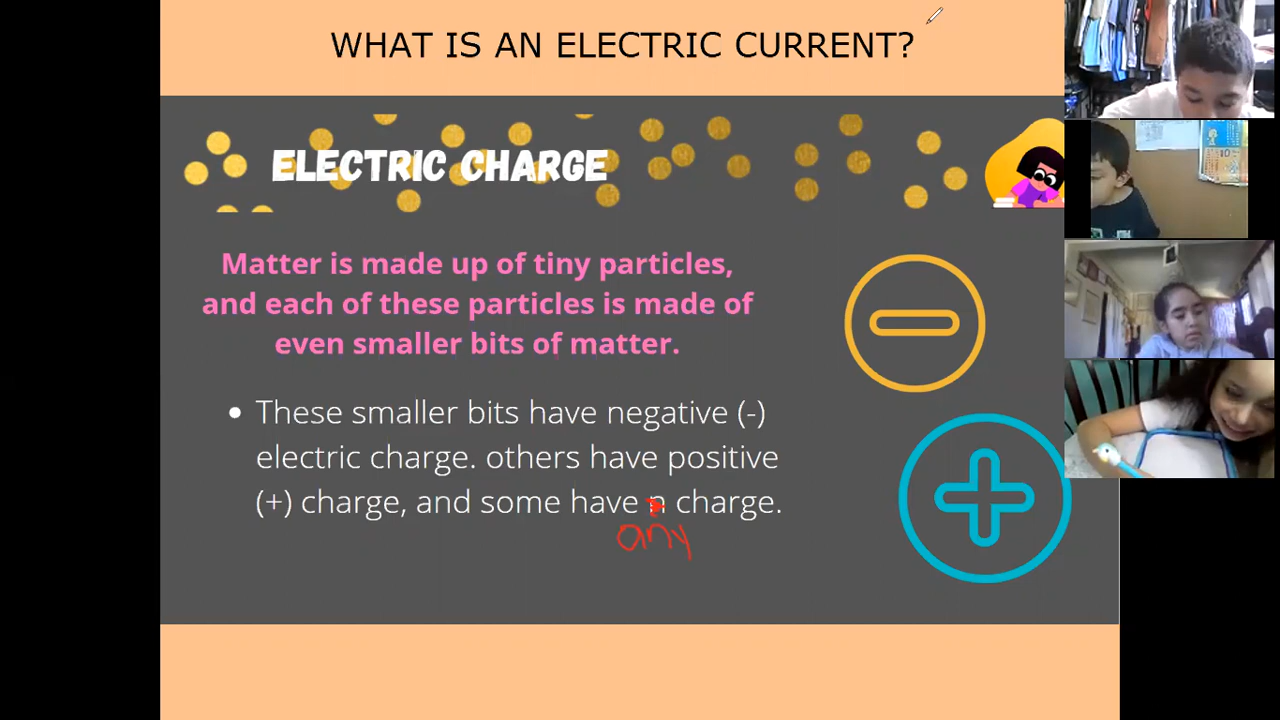 WHAT IS AN ELECTRIC CURRENT?
ELECTRIC CHARGE
Matter is made up of tiny particles,
and each of these particles is made of
even smaller bits of matter.
• These smaller bits have negative (-)
electric charge. others have positive
(+) charge, and some have n charge.
any